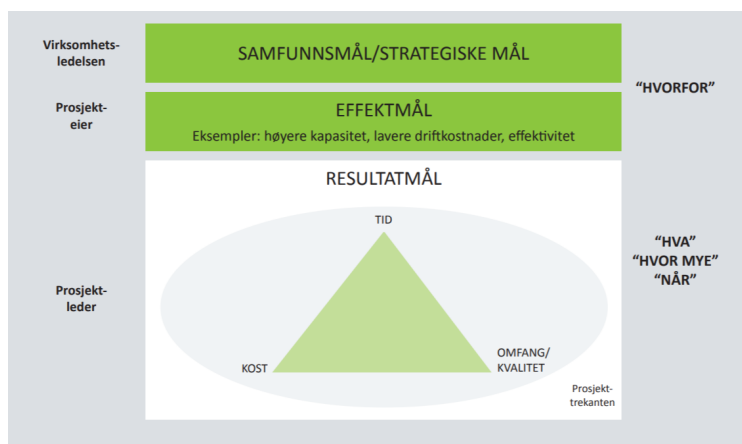 Virksomhets-
ledelsen
SAMFUNNSMÅL/STRATEGISKE MÅL
“HVORFOR”
Prosjekt-
eier
EFFEKTMÅL
Eksempler: høyere kapasitet, lavere driftkostnader, effektivitet
RESULTATMÅL
TID
“HVA”
“HVOR MYE”
“NÅR”
Prosjekt-
leder
KOST
OMFANG/
KVALITET
Prosjekt-
trekanten